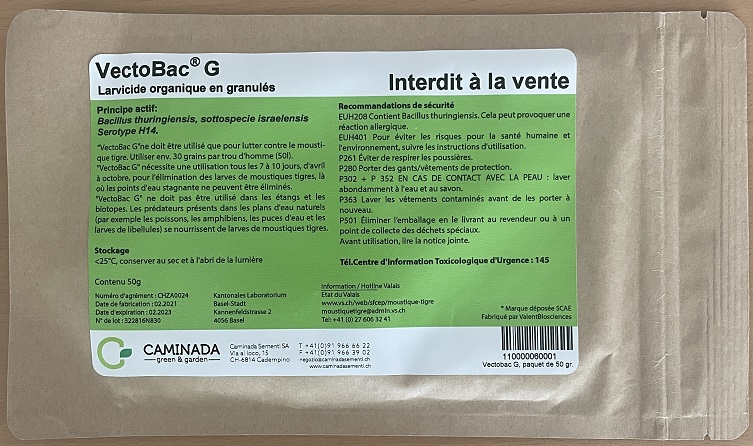 VectoBac® G
Larvicide organique en granulés
Interdit à la vente
Principe actif:
Bacillus thuringiensis, sottospecie israelensis
Serotype H14.
"VectoBac G"ne doit être utilisé que pour lutter contre le mousti-
que tigre. Utiliser env. 30 grains par trou d'homme (50l).
"VectoBac G" nécessite une utilisation tous les 7 à 10 jours, d'avril
à octobre, pour l'élimination des larves de moustiques tigres, là
où les points d'eau stagnante ne peuvent être éliminés.
"VectoBac G" ne doit pas être utilisé dans les étangs et les
biotopes. Les prédateurs présents dans les plans d'eau naturels
(par exemple les poissons, les amphibiens, les puces d'eau et les
larves de libellules) se nourrissent de larves de moustiques tigres.
Stockage
<25°C, conserver au sec et à l'abri de la lumière
Contenu 50g
Numéro d'agrément : CHZA0024
Date de fabrication : 02.2021
Date d'expiration : 02.2023
N° de lot : 322816N830
Kantonales Laboratorium
Basel-Stadt
Kannenfeldstrasse 2
4056 Basel
Recommandations de sécurité
EUH208 Contient Bacillus thuringiensis. Cela peut provoquer une
réaction allergique.
EUH401 Pour éviter les risques pour la santé humaine et
l'environnement, suivre les instructions d'utilisation.
P261 Éviter de respirer les poussières.
P280 Porter des gants/vêtements de protection.
P302 + P 352 EN CAS DE CONTACT AVEC LA PEAU : laver
abondamment à l'eau et au savon.
P363 Laver les vêtements contaminés avant de les porter à
nouveau.
P501 Éliminer l'emballage en le livrant au revendeur ou à un
point de collecte des déchets spéciaux.
Avant utilisation, lire la notice jointe.
Tél.Centre d'Information Toxicologique d'Urgence : 145
Information / Hotline Valais
Etat du Valais
www.vs.ch/web/sfcep/moustique-tigre
moustiquetigre@admin.vs.ch
Tel: +41 (0) 27 606 32 41
* Marque déposée SCAE
Fabriqué par ValentBiosciences
CAMINADA
green & garden
Caminada Sementi SA
Via al loco, 15
CH-6814 Cadempino
T +41(0)91 966 66 22
F +41(0)91 966 39 02
negozio@caminadasementi.ch
www.caminadasementi.ch
110000060001
Vectobac G, paquet de 50 gr.